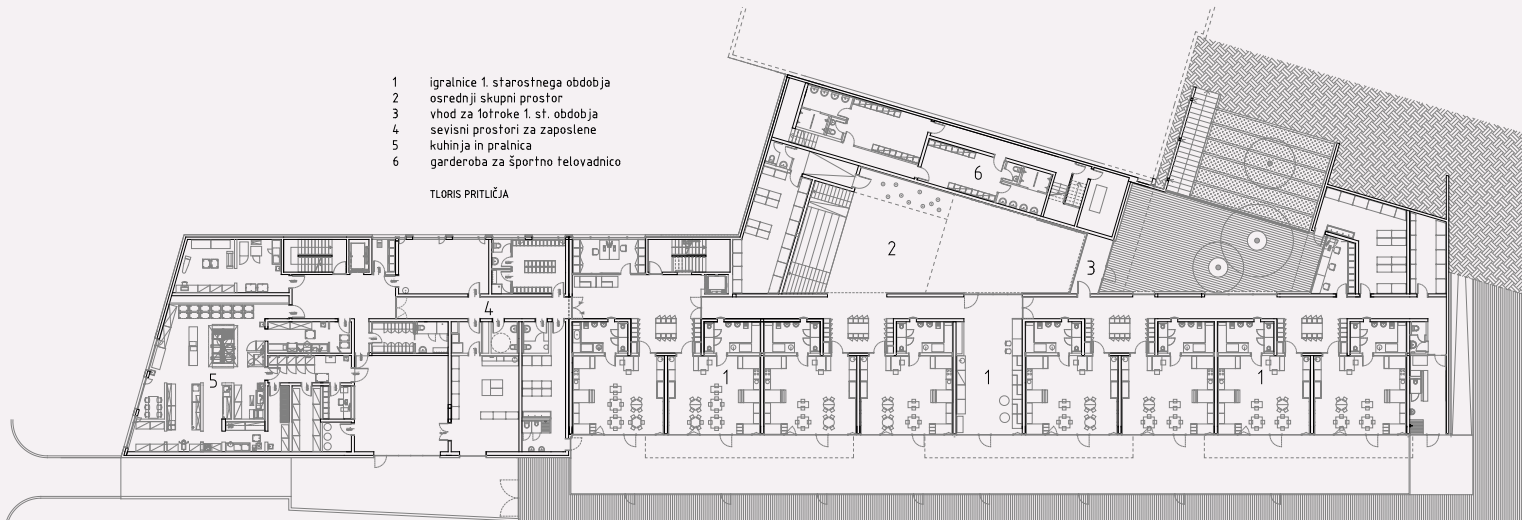 1 igralnice 1. starostnega obdobja
2 osrednji skupni prostor
3 vhod za 1otroke 1. st. obdobja
4 sevisni prostori za zaposlene
5 kuhinja in pralnica
6 garderoba za športno telovadnico
TLORIS PRITLIČJA
6
2
3
4
5
1
1
1